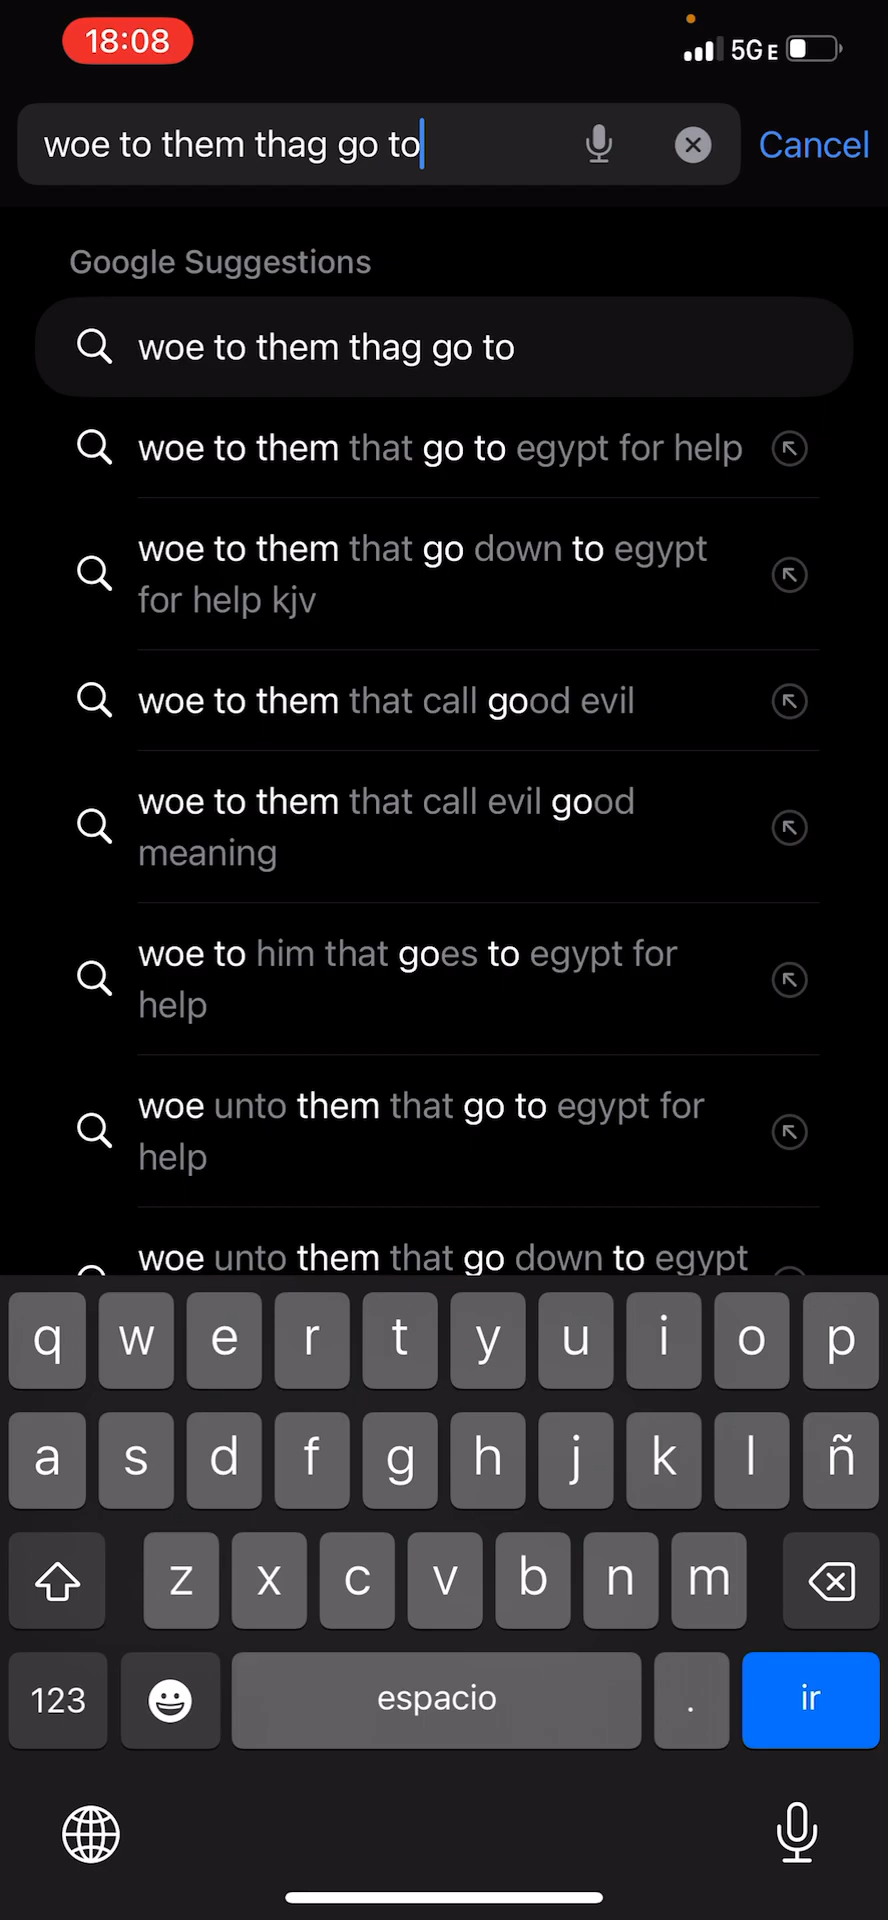 18:08
5G E
woe to them thag go to
Cancel
Google Suggestions
woe to them thag go to
woe to them that go to egypt for help
woe to them that go down to egypt
for help kjv
woe to them that call good evil
woe to them that call evil good
meaning
woe to him that goes to egypt for
help
woe unto them that go to egypt for
help
woe unto them that go down to egypt
q w e r t y u i o p
a s d f g h j k l ñ
z x c v b n m
123 espacio . ir